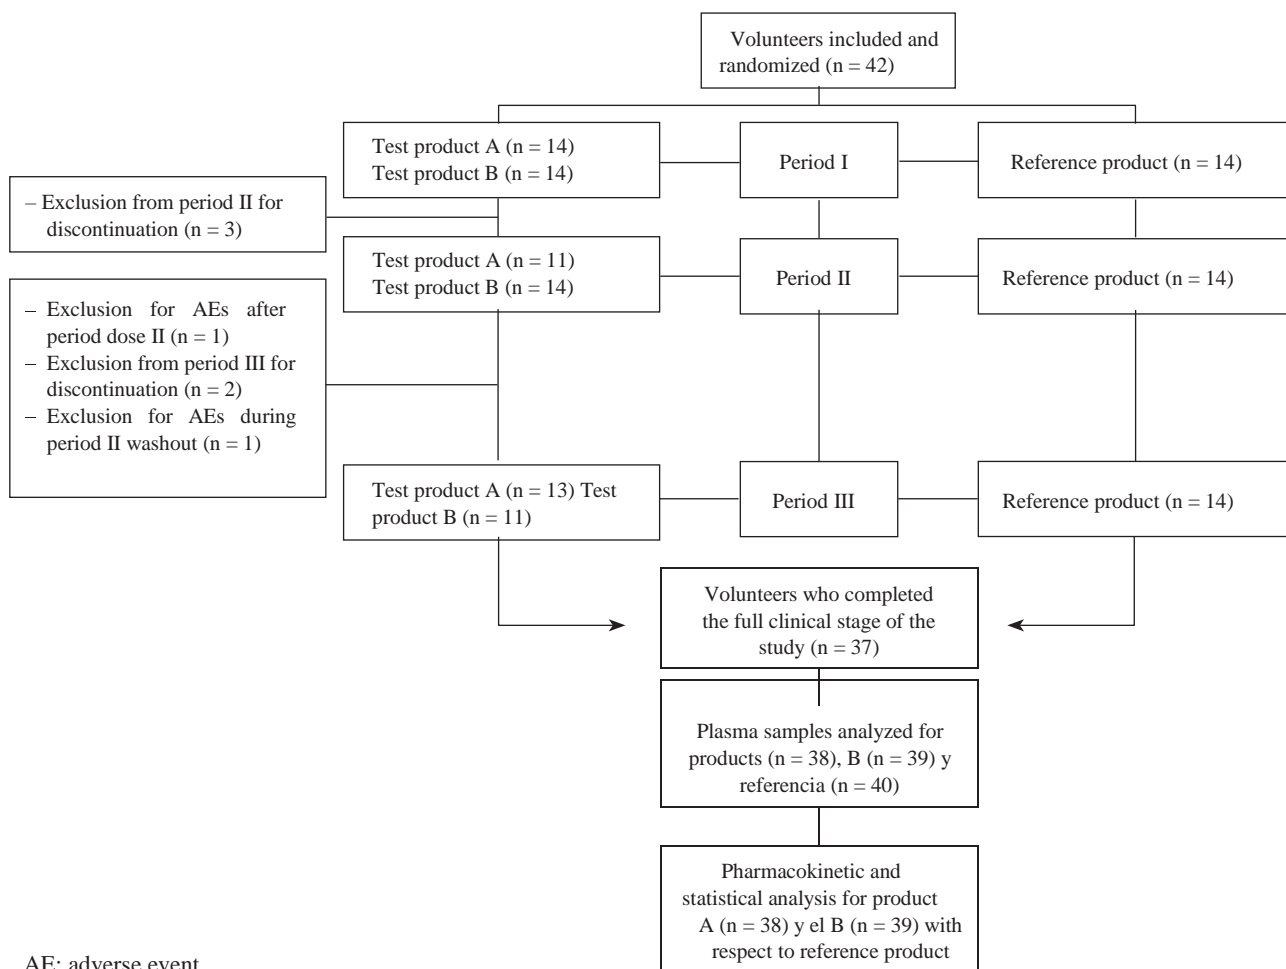 Volunteers included and
randomized (n = 42)
Test product A (n = 14)
Test product B (n = 14)
Period I
Reference product (n = 14)
– Exclusion from period II for
discontinuation (n = 3)
Test product A (n = 11)
Test product B (n = 14)
Period II
Reference product (n = 14)
– Exclusion for AEs after
period dose II (n = 1)
– Exclusion from period III for
discontinuation (n = 2)
– Exclusion for AEs during
period II washout (n = 1)
Test product A (n = 13) Test
product B (n = 11)
Period III
Reference product (n = 14)
Volunteers who completed
the full clinical stage of the
study (n = 37)
Plasma samples analyzed for
products (n = 38), B (n = 39) y
referencia (n = 40)
Pharmacokinetic and
statistical analysis for product
A (n = 38) y el B (n = 39) with
respect to reference product
AE: adverse event